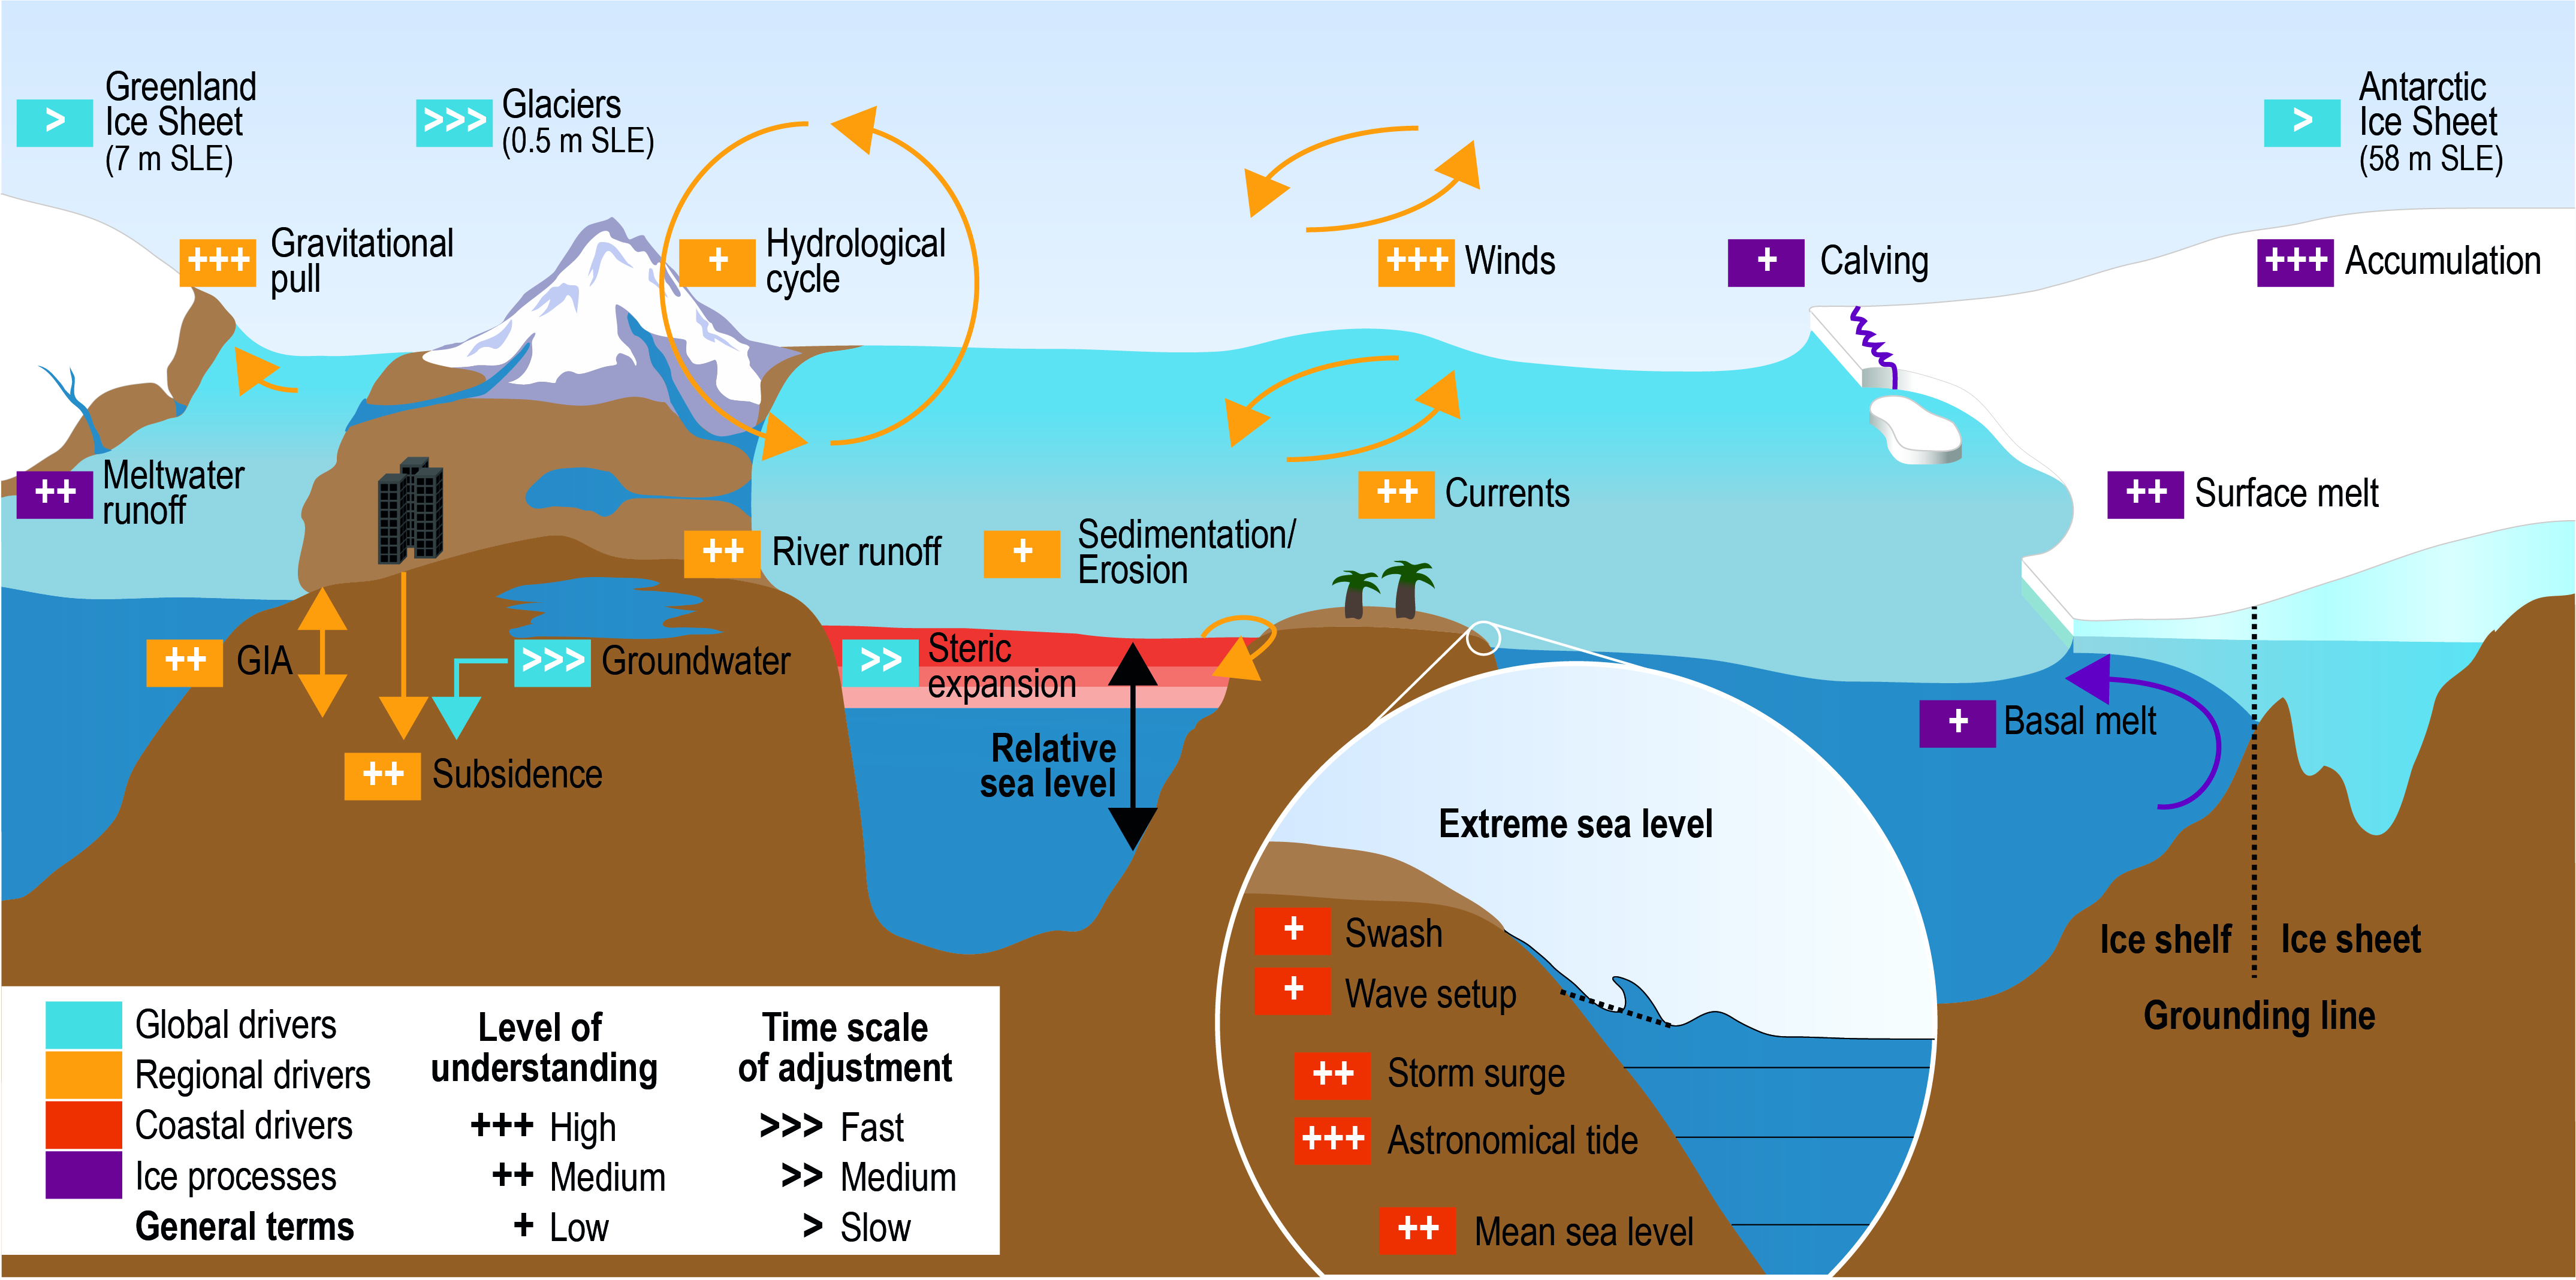 > Greenland
Ice Sheet
(7 m SLE)
>>> Glaciers
(0.5 m SLE)
> Antarctic
Ice Sheet
(58 m SLE)
+++ Gravitational
pull
+ Hydrological
cycle
+++ Winds
+ Calving
+++ Accumulation
++ Meltwater
runoff
++ River runoff
+ Sedimentation/
Erosion
++ Currents
++ Surface melt
++ GIA
>>> Groundwater
>> Steric
expansion
++ Subsidence
Relative
sea level
+ Basal melt
Ice shelf
Ice sheet
Grounding line
Extreme sea level
+ Swash
+ Wave setup
++ Storm surge
+++ Astronomical tide
++ Mean sea level
Global drivers
Regional drivers
Coastal drivers
Ice processes
General terms
Level of
understanding
+++ High
++ Medium
+ Low
Time scale
of adjustment
>>> Fast
>> Medium
> Slow